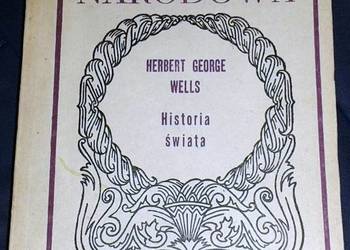 NARODOWA
HERBERT GEORGE
WELLS
Historia
świata